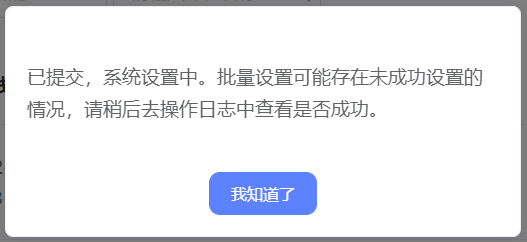 已提交，系统设置中。批量设置可能存在未成功设置的
情况，请稍后去操作日志中查看是否成功。
我知道了